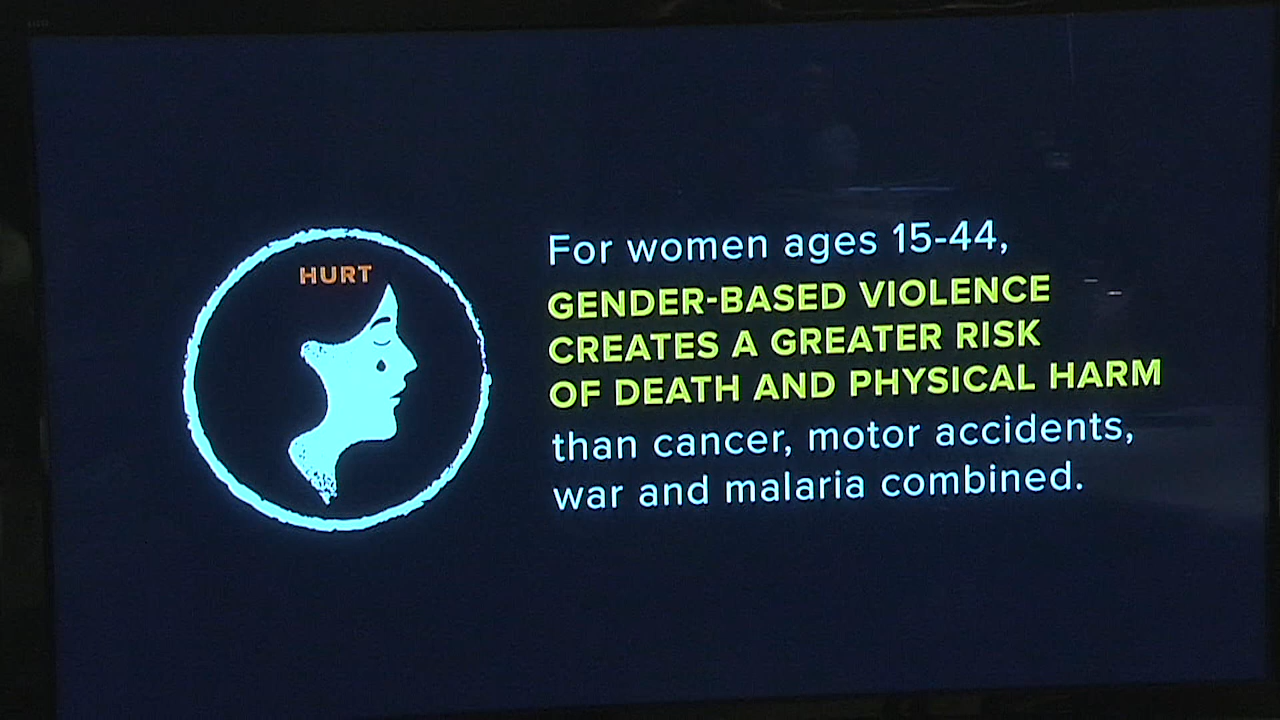 HURT
For women ages 15-44,
GENDER-BASED VIOLENCE
CREATES A GREATER RISK
OF DEATH AND PHYSICAL HARM
than cancer, motor accidents,
war and malaria combined.